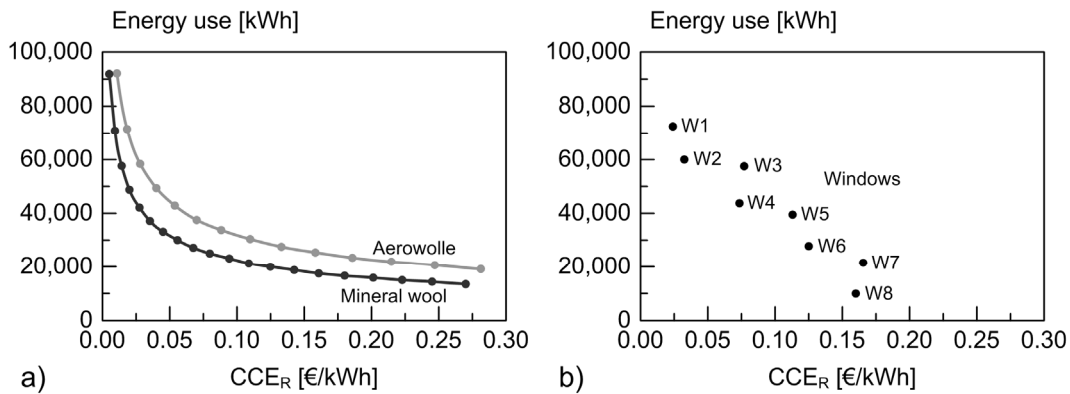 Energy use [kWh]
100,000
80,000
60,000
40,000
20,000
0
Aerowolle
Mineral wool
0.00 0.05 0.10 0.15 0.20 0.25 0.30
a) CCER [€/kWh]
Energy use [kWh]
100,000
80,000
60,000
40,000
20,000
0
W1
W2
W3
Windows
W4
W5
W6
W7
W8
0.00 0.05 0.10 0.15 0.20 0.25 0.30
b) CCER [€/kWh]